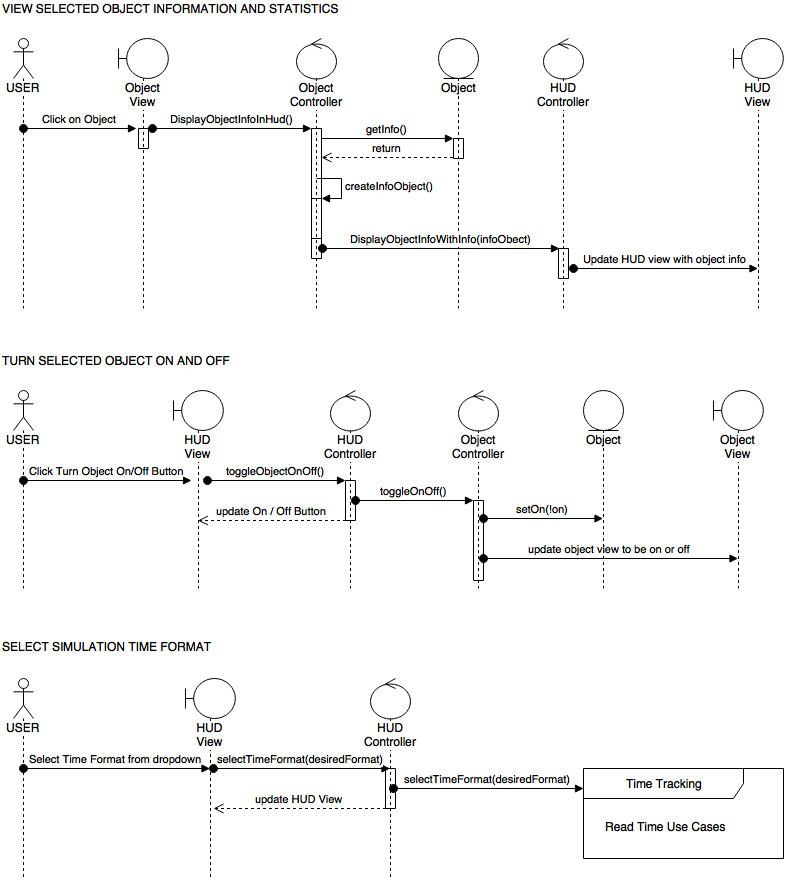 VIEW SELECTED OBJECT INFORMATION AND STATISTICS
USER
Object
View
Object
Controller
Object
HUD
Controller
HUD
View
Click on Object
DisplayObjectInfoInHud()
getInfo()
return
createInfoObject()
DisplayObjectInfoWithInfo(infoObect)
Update HUD view with object info
TURN SELECTED OBJECT ON AND OFF
USER
HUD
View
HUD
Controller
Object
Controller
Object
Object
View
Click Turn Object On/Off Button
toggleObjectOnOff()
toggleOnOff()
update On / Off Button
setOn(!on)
update object view to be on or off
SELECT SIMULATION TIME FORMAT
USER
HUD
View
HUD
Controller
Select Time Format from dropdown
selectTimeFormat(desiredFormat)
selectTimeFormat(desiredFormat)
Time Tracking
update HUD View
Read Time Use Cases